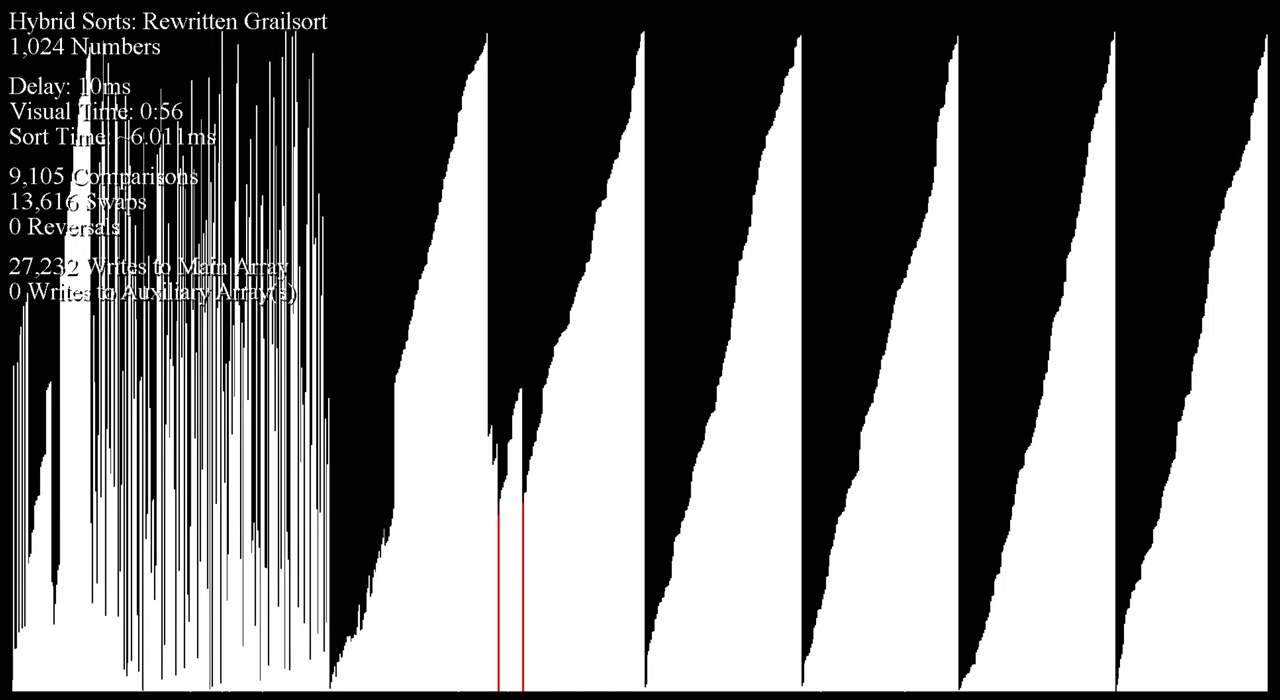 Hybrid Sorts: Rewritten Grailsort
1,024 Numbers
Delay: 10ms
Visual Time: 0:56
Sort Time: ~6.011ms
9,105 Comparisons
13,616 Swaps
0 Reversals
27,232 Writes to Main Array
0 Writes to Auxiliary Array(s)